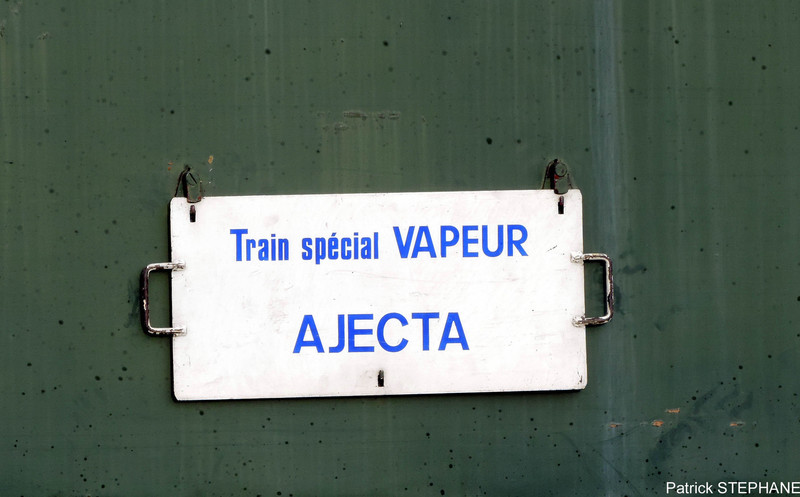 Train spécial VAPEUR
AJECTA
Patrick STEPHANE